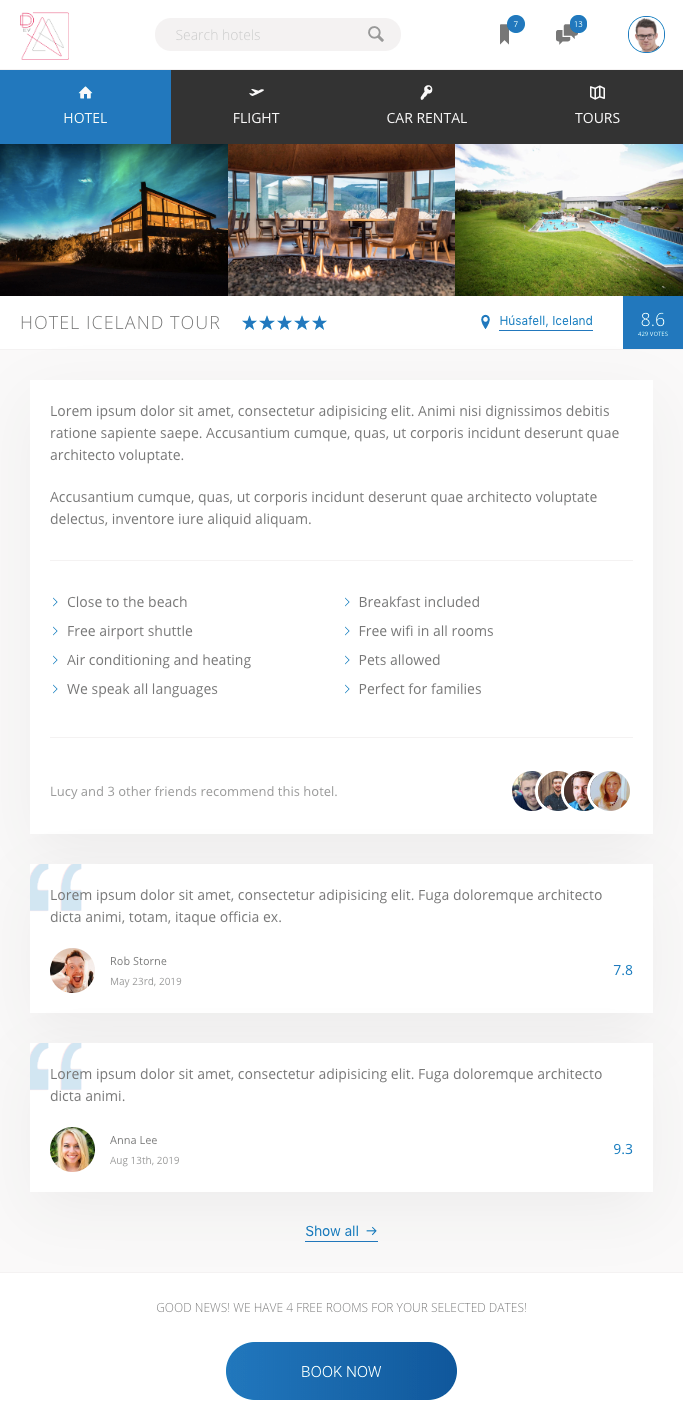 Search hotels
7
13
HOTEL
FLIGHT
CAR RENTAL
TOURS
HOTEL ICELAND TOUR
Húsafell, Iceland
8.6
429 VOTES
Lorem ipsum dolor sit amet, consectetur adipisicing elit. Animi nisi dignissimos debitis
ratione sapiente saepe. Accusantium cumque, quas, ut corporis incidunt deserunt quae
architecto voluptate.
Accusantium cumque, quas, ut corporis incidunt deserunt quae architecto voluptate
delectus, inventore iure aliquid aliquam.
Close to the beach
Breakfast included
Free airport shuttle
Free wifi in all rooms
Air conditioning and heating
Pets allowed
We speak all languages
Perfect for families
Lucy and 3 other friends recommend this hotel.
Lorem ipsum dolor sit amet, consectetur adipisicing elit. Fuga doloremque architecto
dicta animi, totam, itaque officia ex.
Rob Storne
May 23rd, 2019
7.8
Lorem ipsum dolor sit amet, consectetur adipisicing elit. Fuga doloremque architecto
dicta animi.
Anna Lee
Aug 13th, 2019
9.3
Show all →
GOOD NEWS! WE HAVE 4 FREE ROOMS FOR YOUR SELECTED DATES!
BOOK NOW